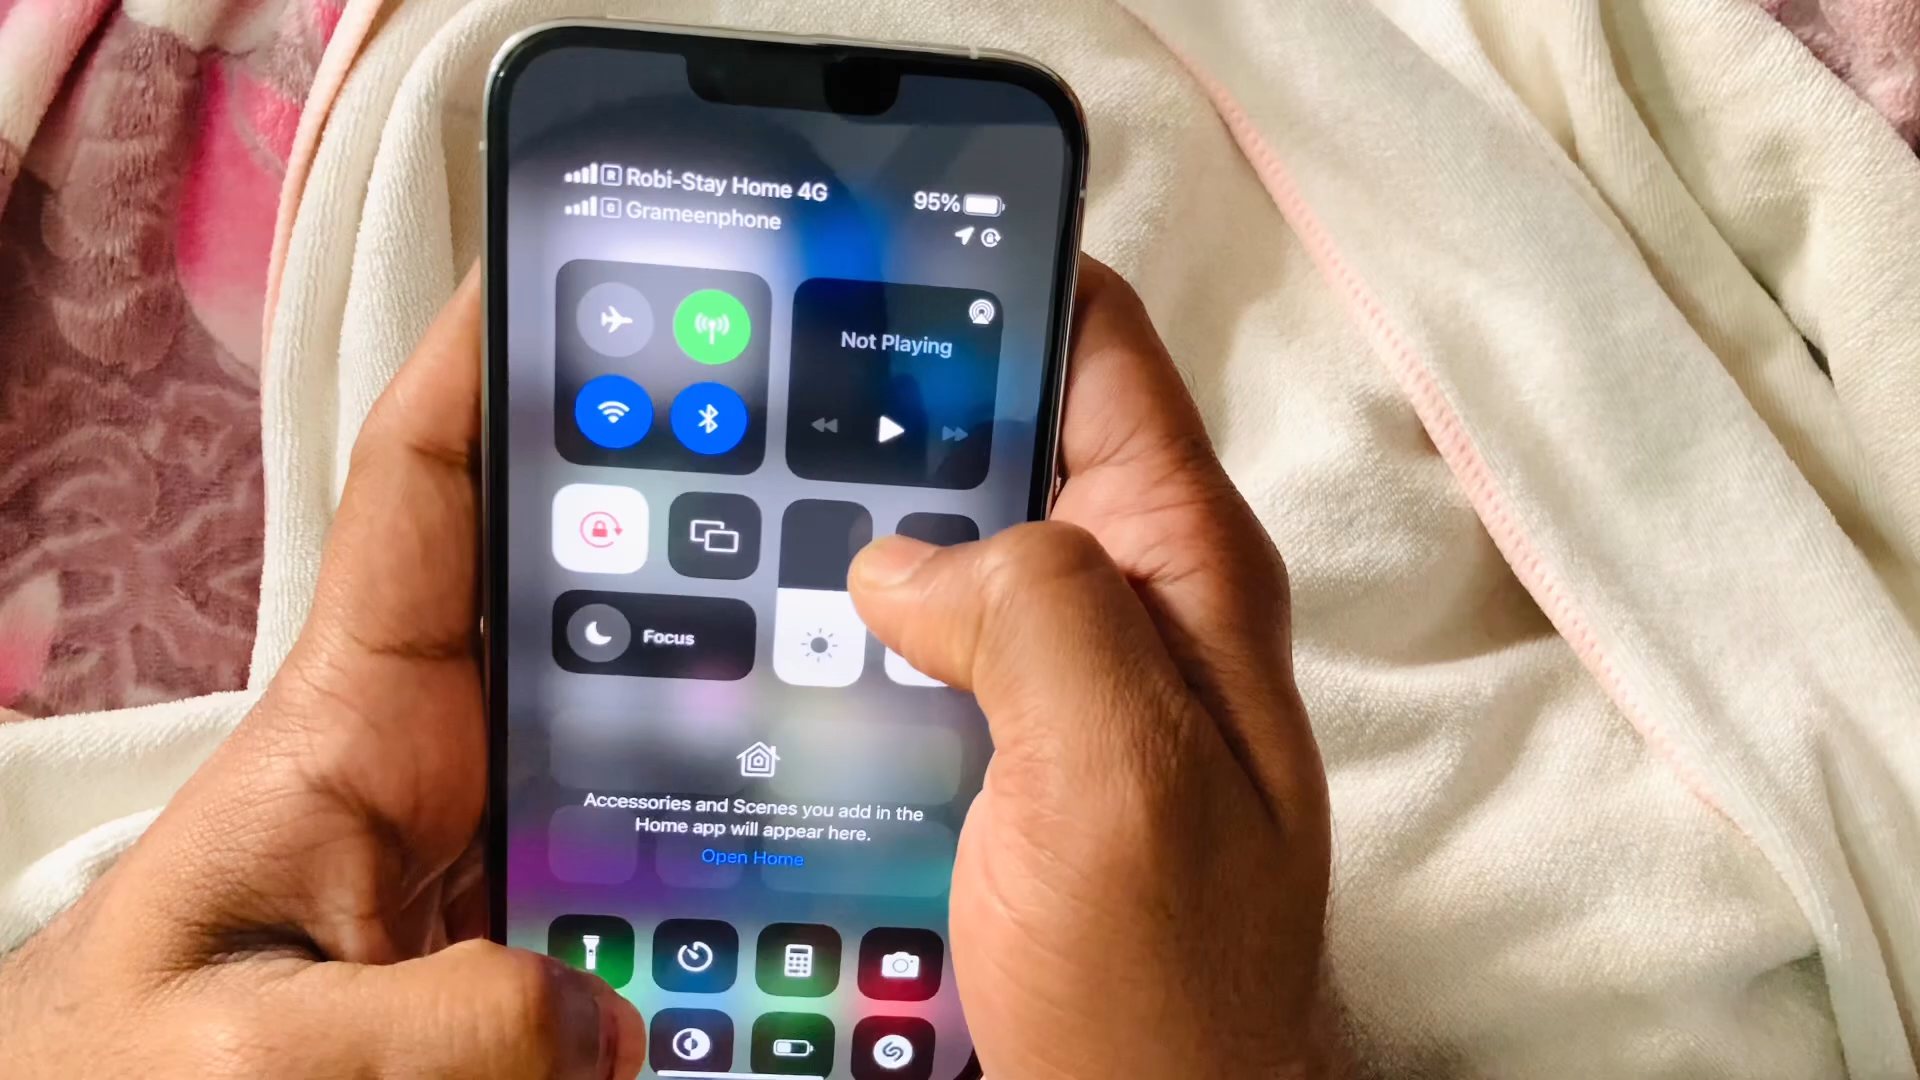 R Robi-Stay Home 4G
G Grameenphone
95%
Not Playing
Focus
Accessories and Scenes you add in the
Home app will appear here.
Open Home